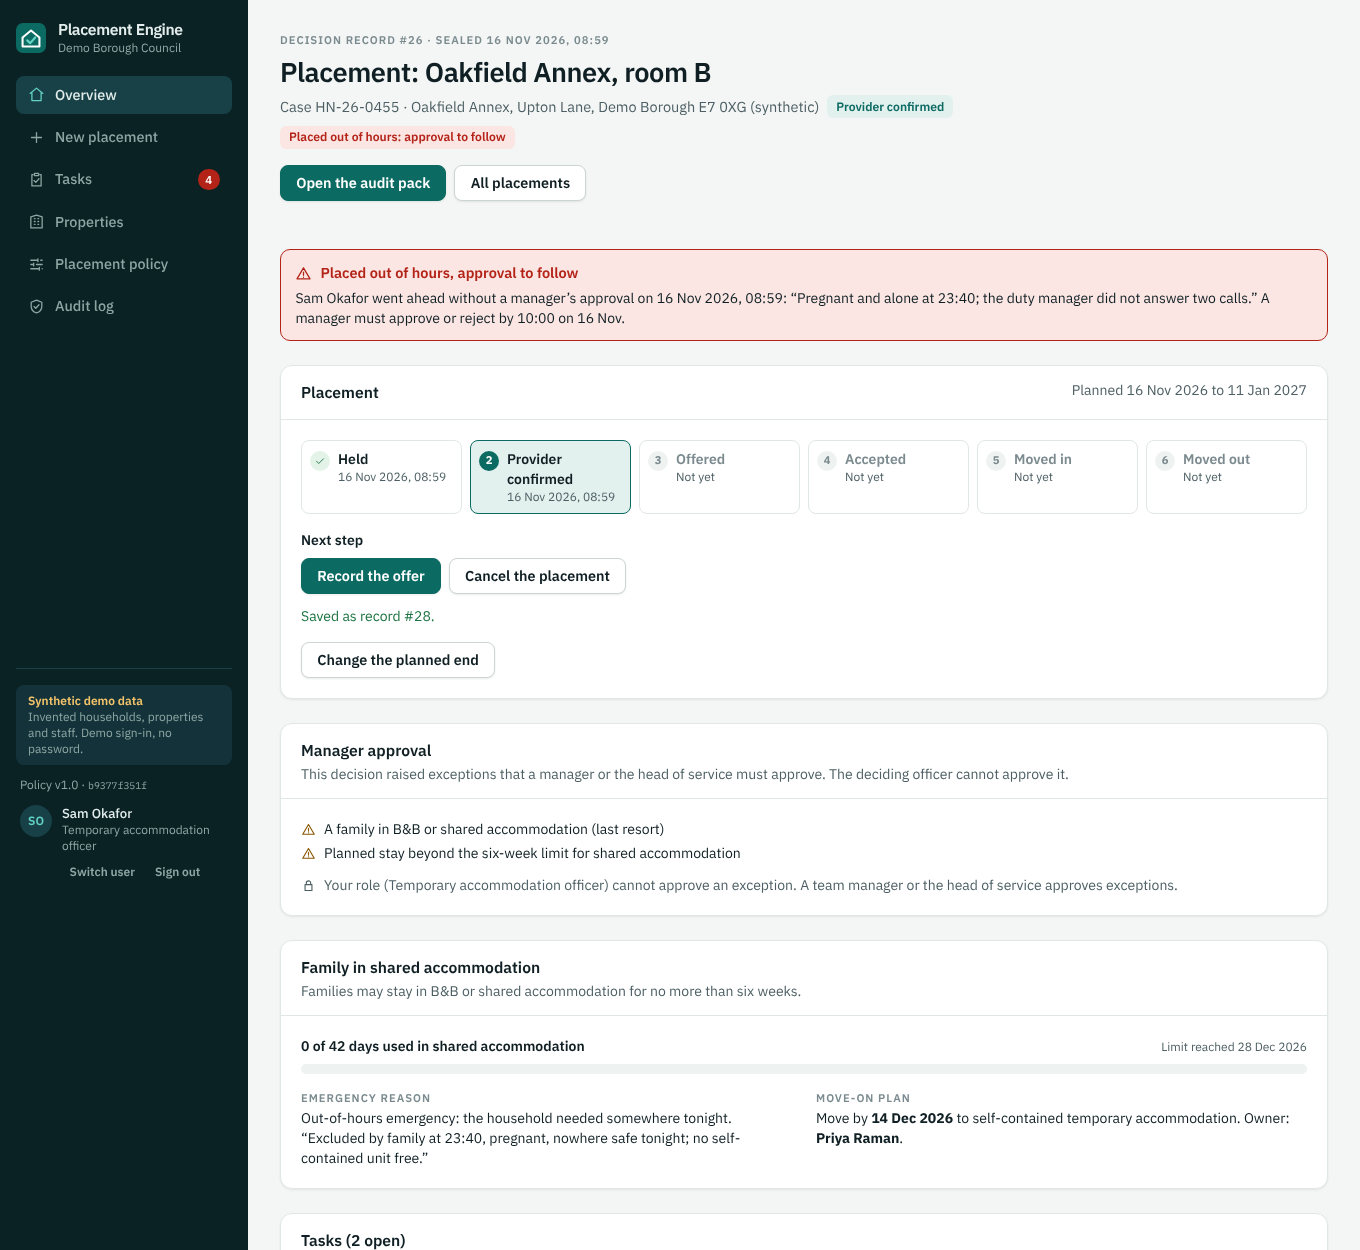 Placement Engine
Demo Borough Council
Overview
New placement
Tasks
4
Properties
Placement policy
Audit log
Synthetic demo data
Invented households, properties
and staff. Demo sign-in, no
password.
Policy v1.0 · b9377f351f
SO
Sam Okafor
Temporary accommodation
officer
Switch user
Sign out
DECISION RECORD #26 · SEALED 16 NOV 2026, 08:59
Placement: Oakfield Annex, room B
Case HN-26-0455 · Oakfield Annex, Upton Lane, Demo Borough E7 0XG (synthetic)
Provider confirmed
Placed out of hours: approval to follow
Open the audit pack
All placements
Placed out of hours, approval to follow
Sam Okafor went ahead without a manager’s approval on 16 Nov 2026, 08:59: “Pregnant and alone at 23:40; the duty manager did not answer two calls.” A
manager must approve or reject by 10:00 on 16 Nov.
Placement
Planned 16 Nov 2026 to 11 Jan 2027
Held
16 Nov 2026, 08:59
2
Provider
confirmed
16 Nov 2026, 08:59
3
Offered
Not yet
4
Accepted
Not yet
5
Moved in
Not yet
6
Moved out
Not yet
Next step
Record the offer
Cancel the placement
Saved as record #28.
Change the planned end
Manager approval
This decision raised exceptions that a manager or the head of service must approve. The deciding officer cannot approve it.
A family in B&B or shared accommodation (last resort)
Planned stay beyond the six-week limit for shared accommodation
Your role (Temporary accommodation officer) cannot approve an exception. A team manager or the head of service approves exceptions.
Family in shared accommodation
Families may stay in B&B or shared accommodation for no more than six weeks.
0 of 42 days used in shared accommodation
Limit reached 28 Dec 2026
EMERGENCY REASON
Out-of-hours emergency: the household needed somewhere tonight.
“Excluded by family at 23:40, pregnant, nowhere safe tonight; no self-
contained unit free.”
MOVE-ON PLAN
Move by 14 Dec 2026 to self-contained temporary accommodation. Owner:
Priya Raman.
Tasks (2 open)